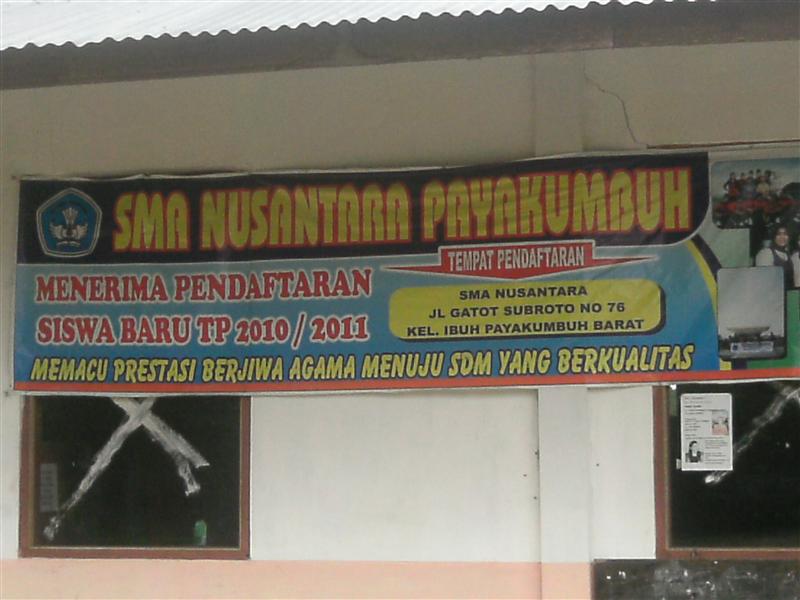 SMA NUSANTARA PAYAKUMBUH
MENERIMA PENDAFTARAN
SISWA BARU TP 2010 / 2011
TEMPAT PENDAFTARAN
SMA NUSANTARA
JL GATOT SUBROTO NO 76
KEL. IBUH PAYAKUMBUH BARAT
MEMACU PRESTASI BERJIWA AGAMA MENUJU SDM YANG BERKUALITAS